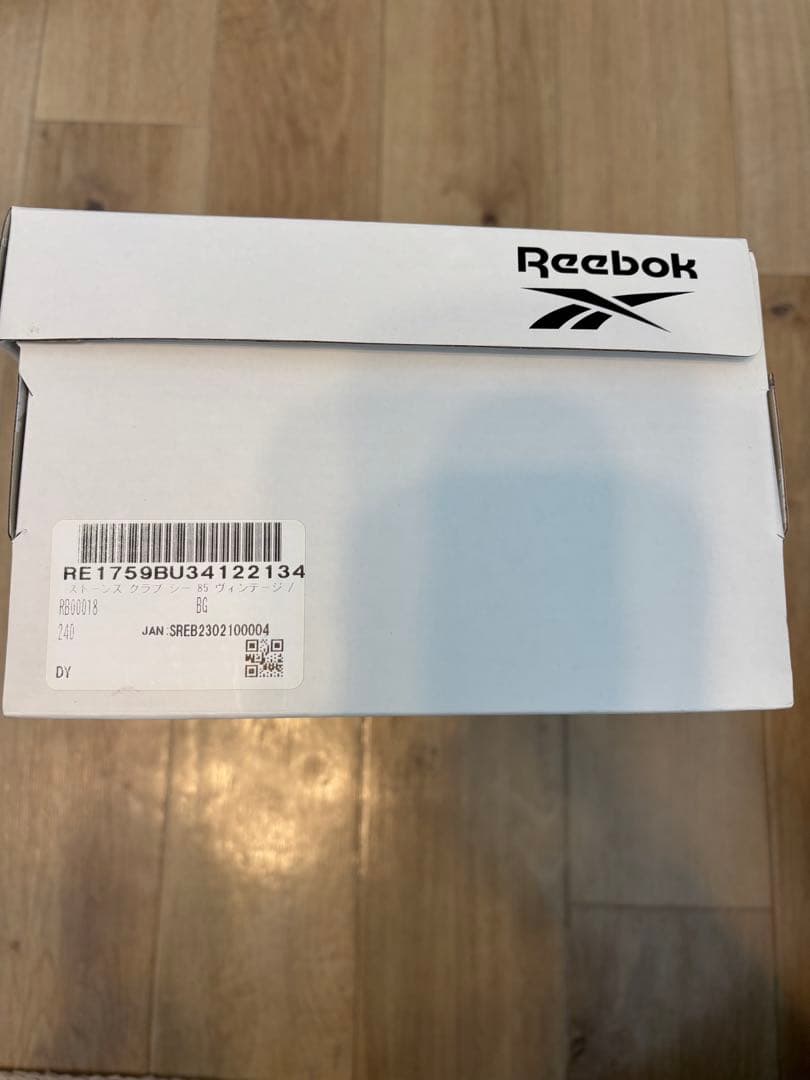 Reebok
RE1759BU34122134
ストーンズ クラブ シー 85 ヴィンテージ /
RBG0018 BG
240 JAN:SREB2302100004
DY